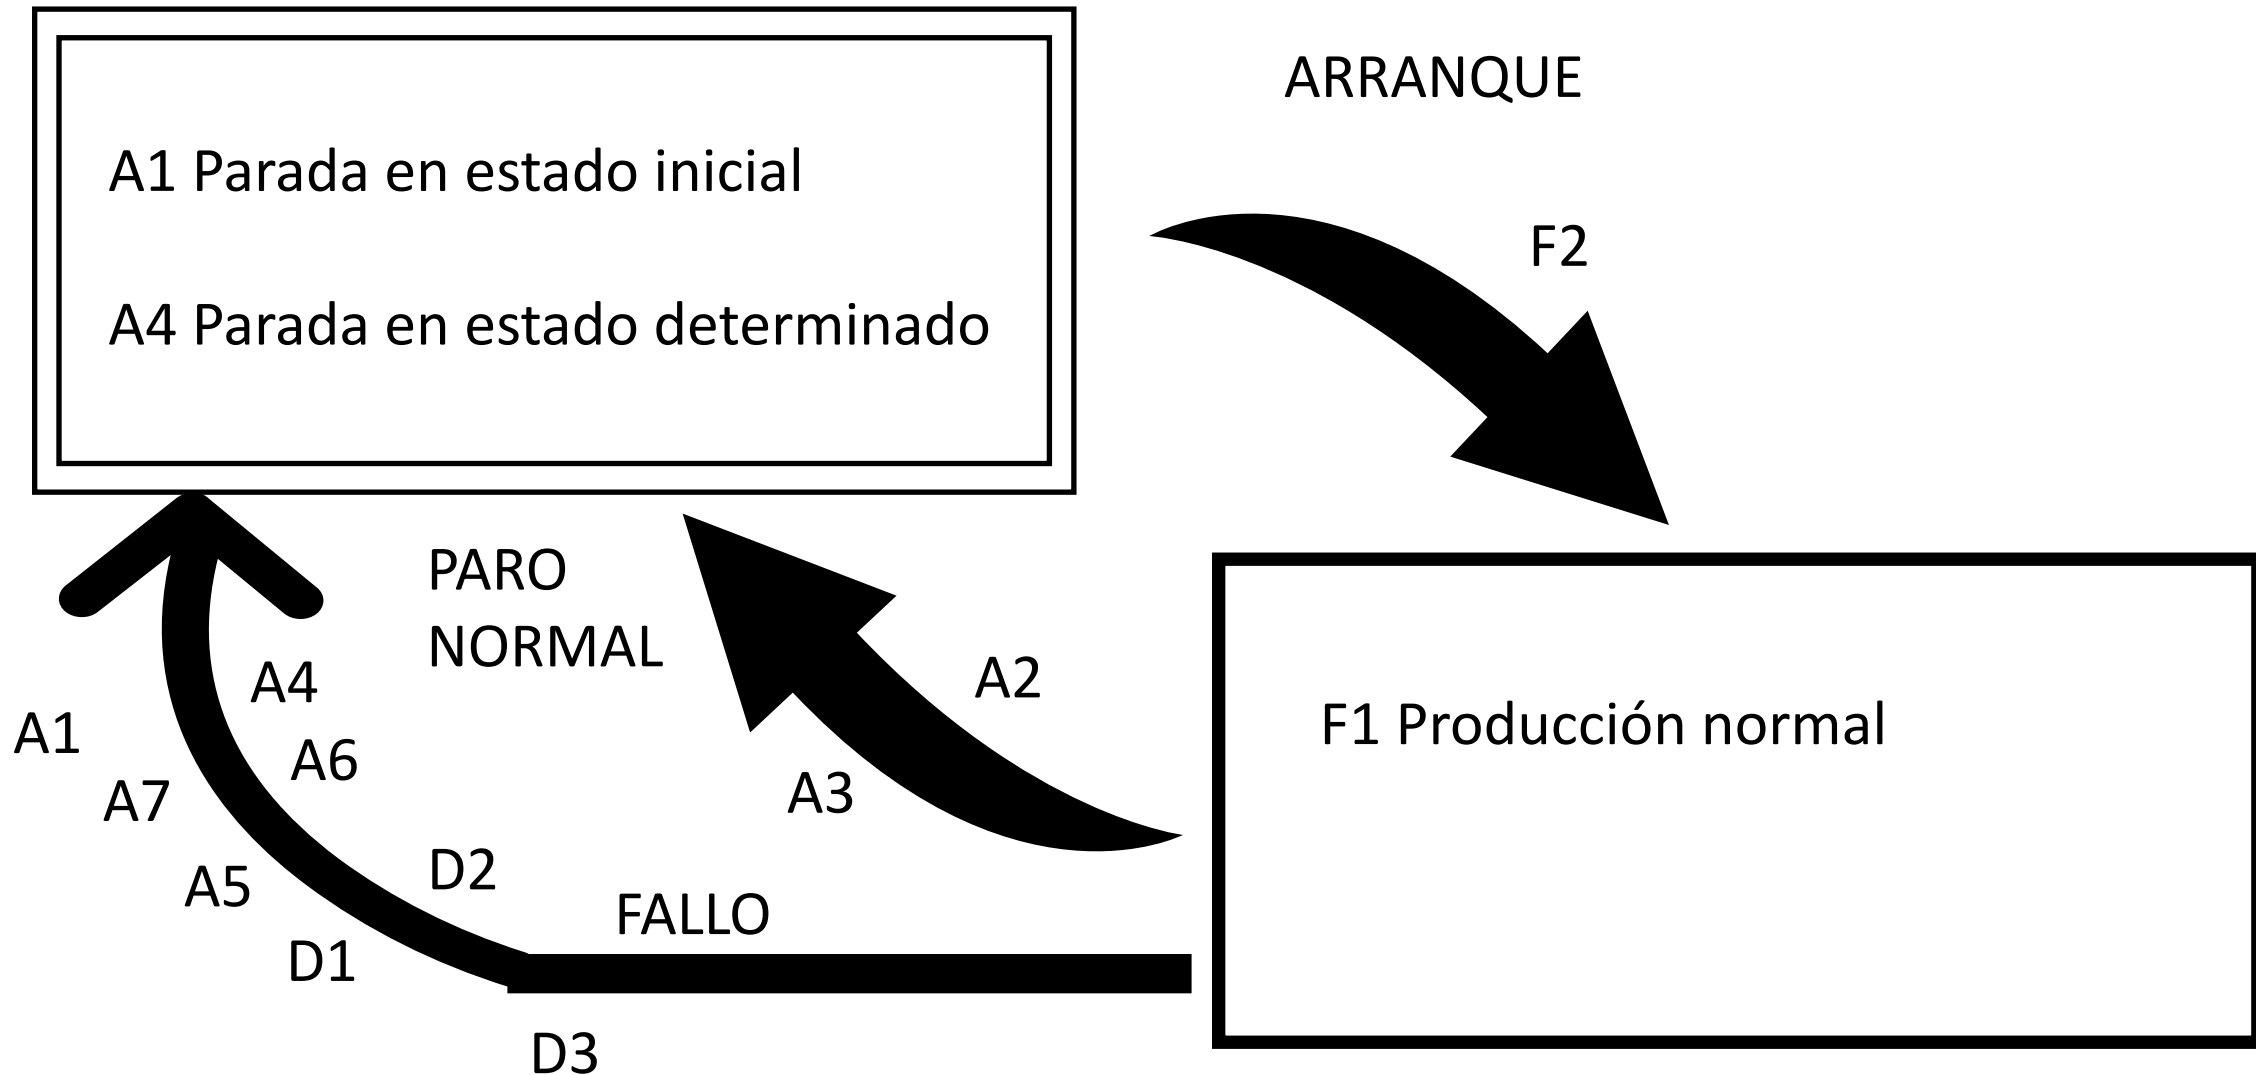 ARRANQUE
A1 Parada en estado inicial
F2
A4 Parada en estado determinado
PARO
NORMAL
A2
A4
F1 Producción normal
A1
A6
A3
A7
D2
A5
FALLO
D1
D3